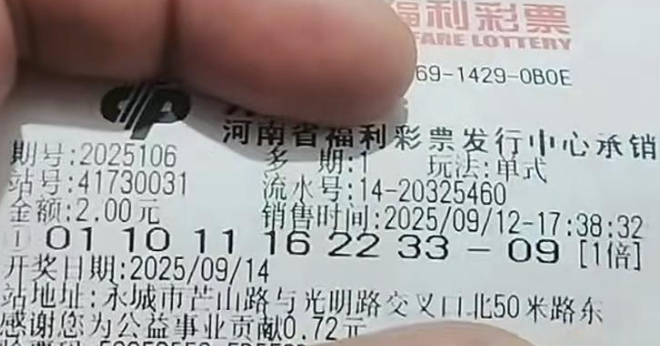 福利彩票
FARE LOTTERY
69-1429-0B0E
河南省福利彩票发行中心承销
期号:2025106 多 期:1 玩法:单式
站号:41730031 流水号:14-20325460
金额:2.00元 销售时间:2025/09/12-17:38:32
① 01 10 11 16 22 33 - 09 [1倍]
开奖日期:2025/09/14
站地址:永城市芒山路与光明路交叉口北50米路东
感谢您为公益事业贡献0.72元